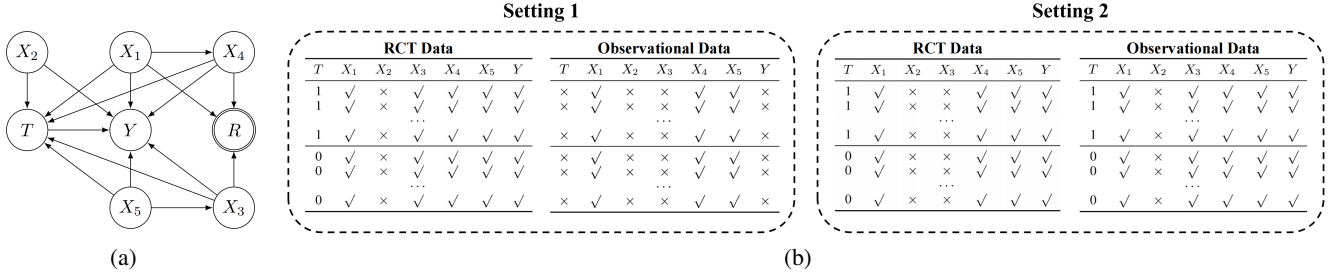 Setting 1
Setting 2
X2 X1 X4
T Y R
X5 X3
(a)
RCT Data
T X1 X2 X3 X4 X5 Y
1 √ × √ √ √ √
1 √ × √ √ √ √
...
1 √ × √ √ √ √
0 √ × √ √ √ √
0 √ × √ √ √ √
...
0 √ × √ √ √ √
Observational Data
T X1 X2 X3 X4 X5 Y
× √ × × √ √ ×
× √ × × √ √ ×
...
× √ × × √ √ ×
× √ × × √ √ ×
× √ × × √ √ ×
...
× √ × × √ √ ×
RCT Data
T X1 X2 X3 X4 X5 Y
1 √ × × √ √ √
1 √ × × √ √ √
...
1 √ × × √ √ √
0 √ × × √ √ √
0 √ × × √ √ √
...
0 √ × × √ √ √
Observational Data
T X1 X2 X3 X4 X5 Y
1 √ × √ √ √ √
1 √ × √ √ √ √
...
1 √ × √ √ √ √
0 √ × √ √ √ √
0 √ × √ √ √ √
...
0 √ × √ √ √ √
(b)